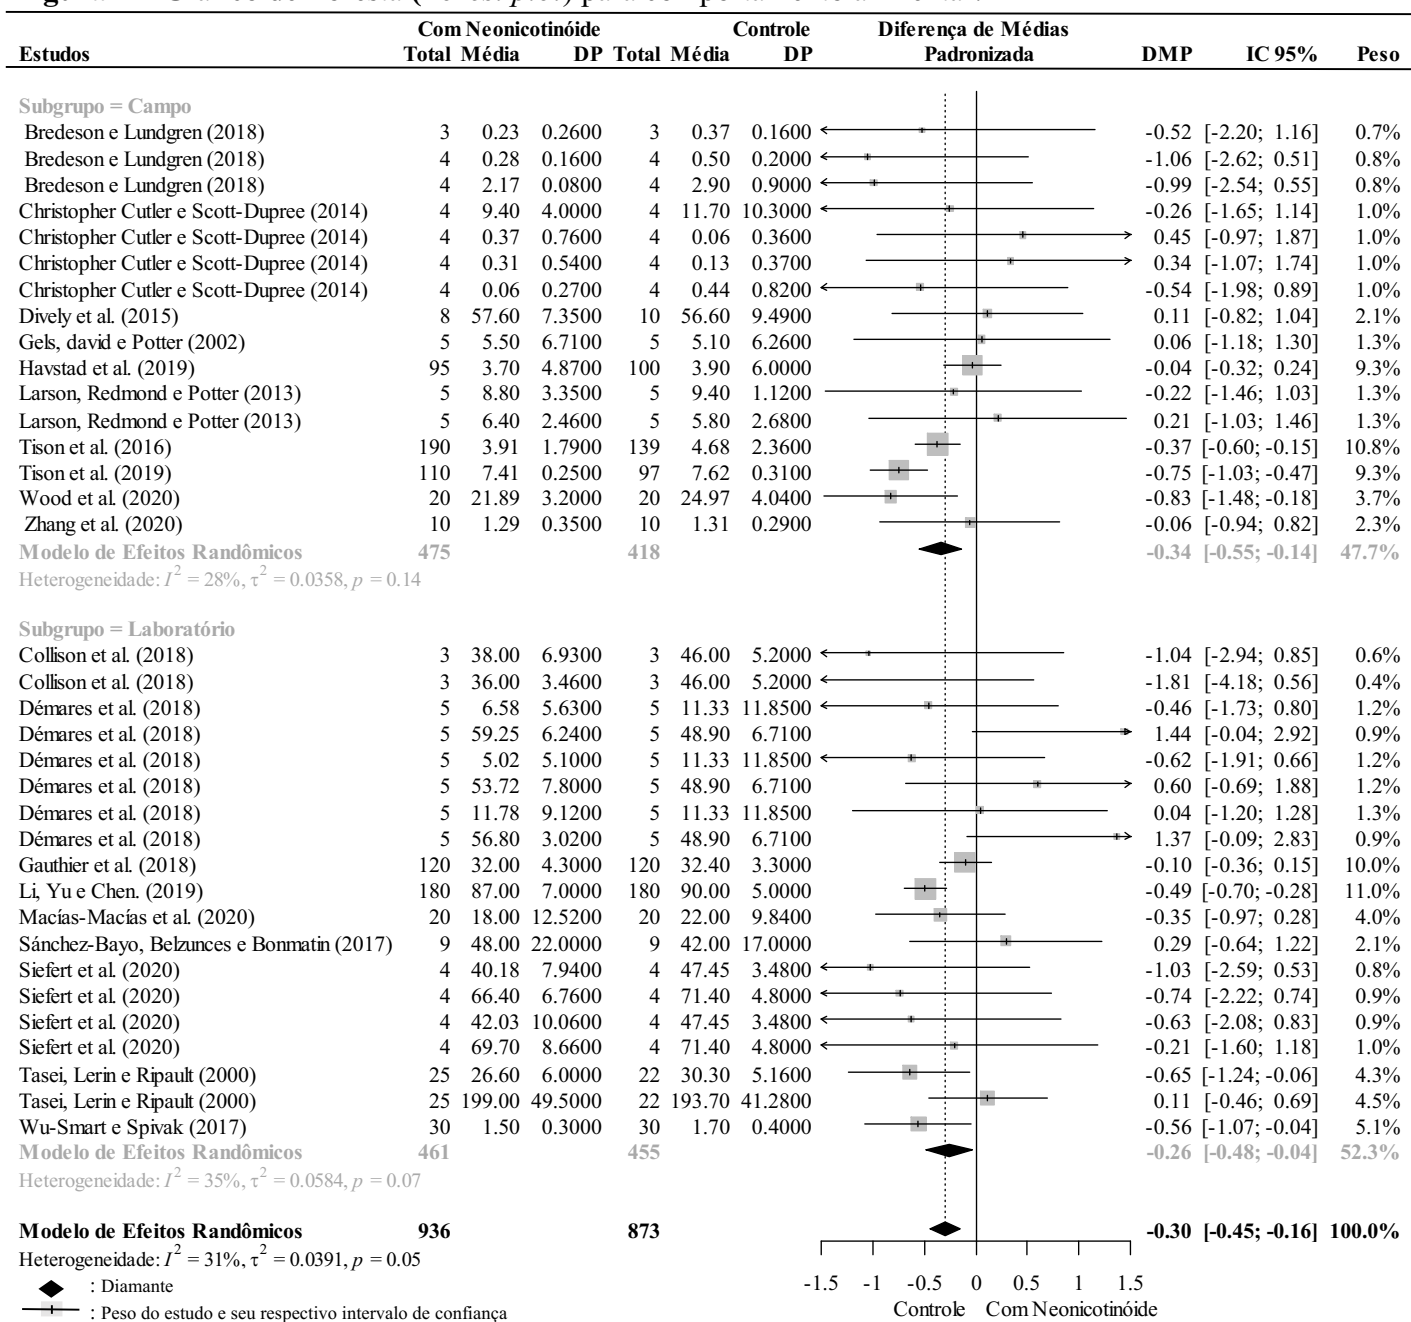 Com Neonicotinóide Controle Diferença de Médias
Estudos Total Média DP Total Média DP Padronizada DMP IC 95% Peso
Subgrupo = Campo
Bredeson e Lundgren (2018) 3 0.23 0.2600 3 0.37 0.1600 -0.52 [-2.20; 1.16] 0.7%
Bredeson e Lundgren (2018) 4 0.28 0.1600 4 0.50 0.2000 -1.06 [-2.62; 0.51] 0.8%
Bredeson e Lundgren (2018) 4 2.17 0.0800 4 2.90 0.9000 -0.99 [-2.54; 0.55] 0.8%
Christopher Cutler e Scott-Dupree (2014) 4 9.40 4.0000 4 11.70 10.3000 -0.26 [-1.65; 1.14] 1.0%
Christopher Cutler e Scott-Dupree (2014) 4 0.37 0.7600 4 0.06 0.3600 0.45 [-0.97; 1.87] 1.0%
Christopher Cutler e Scott-Dupree (2014) 4 0.31 0.5400 4 0.13 0.3700 0.34 [-1.07; 1.74] 1.0%
Christopher Cutler e Scott-Dupree (2014) 4 0.06 0.2700 4 0.44 0.8200 -0.54 [-1.98; 0.89] 1.0%
Dively et al. (2015) 8 57.60 7.3500 10 56.60 9.4900 0.11 [-0.82; 1.04] 2.1%
Gels, david e Potter (2002) 5 5.50 6.7100 5 5.10 6.2600 0.06 [-1.18; 1.30] 1.3%
Havstad et al. (2019) 95 3.70 4.8700 100 3.90 6.0000 -0.04 [-0.32; 0.24] 9.3%
Larson, Redmond e Potter (2013) 5 8.80 3.3500 5 9.40 1.1200 -0.22 [-1.46; 1.03] 1.3%
Larson, Redmond e Potter (2013) 5 6.40 2.4600 5 5.80 2.6800 0.21 [-1.03; 1.46] 1.3%
Tison et al. (2016) 190 3.91 1.7900 139 4.68 2.3600 -0.37 [-0.60; -0.15] 10.8%
Tison et al. (2019) 110 7.41 0.2500 97 7.62 0.3100 -0.75 [-1.03; -0.47] 9.3%
Wood et al. (2020) 20 21.89 3.2000 20 24.97 4.0400 -0.83 [-1.48; -0.18] 3.7%
Zhang et al. (2020) 10 1.29 0.3500 10 1.31 0.2900 -0.06 [-0.94; 0.82] 2.3%
Modelo de Efeitos Randômicos 475 418 -0.34 [-0.55; -0.14] 47.7%
Heterogeneidade: I² = 28%, τ² = 0.0358, p = 0.14
Subgrupo = Laboratório
Collison et al. (2018) 3 38.00 6.9300 3 46.00 5.2000 -1.04 [-2.94; 0.85] 0.6%
Collison et al. (2018) 3 36.00 3.4600 3 46.00 5.2000 -1.81 [-4.18; 0.56] 0.4%
Démares et al. (2018) 5 6.58 5.6300 5 11.33 11.8500 -0.46 [-1.73; 0.80] 1.2%
Démares et al. (2018) 5 59.25 6.2400 5 48.90 6.7100 1.44 [-0.04; 2.92] 0.9%
Démares et al. (2018) 5 5.02 5.1000 5 11.33 11.8500 -0.62 [-1.91; 0.66] 1.2%
Démares et al. (2018) 5 53.72 7.8000 5 48.90 6.7100 0.60 [-0.69; 1.88] 1.2%
Démares et al. (2018) 5 11.78 9.1200 5 11.33 11.8500 0.04 [-1.20; 1.28] 1.3%
Démares et al. (2018) 5 56.80 3.0200 5 48.90 6.7100 1.37 [-0.09; 2.83] 0.9%
Gauthier et al. (2018) 120 32.00 4.3000 120 32.40 3.3000 -0.10 [-0.36; 0.15] 10.0%
Li, Yu e Chen. (2019) 180 87.00 7.0000 180 90.00 5.0000 -0.49 [-0.70; -0.28] 11.0%
Macías-Macías et al. (2020) 20 18.00 12.5200 20 22.00 9.8400 -0.35 [-0.97; 0.28] 4.0%
Sánchez-Bayo, Belzunces e Bonmatin (2017) 9 48.00 22.0000 9 42.00 17.0000 0.29 [-0.64; 1.22] 2.1%
Siefert et al. (2020) 4 40.18 7.9400 4 47.45 3.4800 -1.03 [-2.59; 0.53] 0.8%
Siefert et al. (2020) 4 66.40 6.7600 4 71.40 4.8000 -0.74 [-2.22; 0.74] 0.9%
Siefert et al. (2020) 4 42.03 10.0600 4 47.45 3.4800 -0.63 [-2.08; 0.83] 0.9%
Siefert et al. (2020) 4 69.70 8.6600 4 71.40 4.8000 -0.21 [-1.60; 1.18] 1.0%
Tasei, Lerin e Ripault (2000) 25 26.60 6.0000 22 30.30 5.1600 -0.65 [-1.24; -0.06] 4.3%
Tasei, Lerin e Ripault (2000) 25 199.00 49.5000 22 193.70 41.2800 0.11 [-0.46; 0.69] 4.5%
Wu-Smart e Spivak (2017) 30 1.50 0.3000 30 1.70 0.4000 -0.56 [-1.07; -0.04] 5.1%
Modelo de Efeitos Randômicos 461 455 -0.26 [-0.48; -0.04] 52.3%
Heterogeneidade: I² = 35%, τ² = 0.0584, p = 0.07
Modelo de Efeitos Randômicos 936 873 -0.30 [-0.45; -0.16] 100.0%
Heterogeneidade: I² = 31%, τ² = 0.0391, p = 0.05
: Diamante
-1.5 -1 -0.5 0 0.5 1 1.5
: Peso do estudo e seu respectivo intervalo de confiança
Controle Com Neonicotinóide